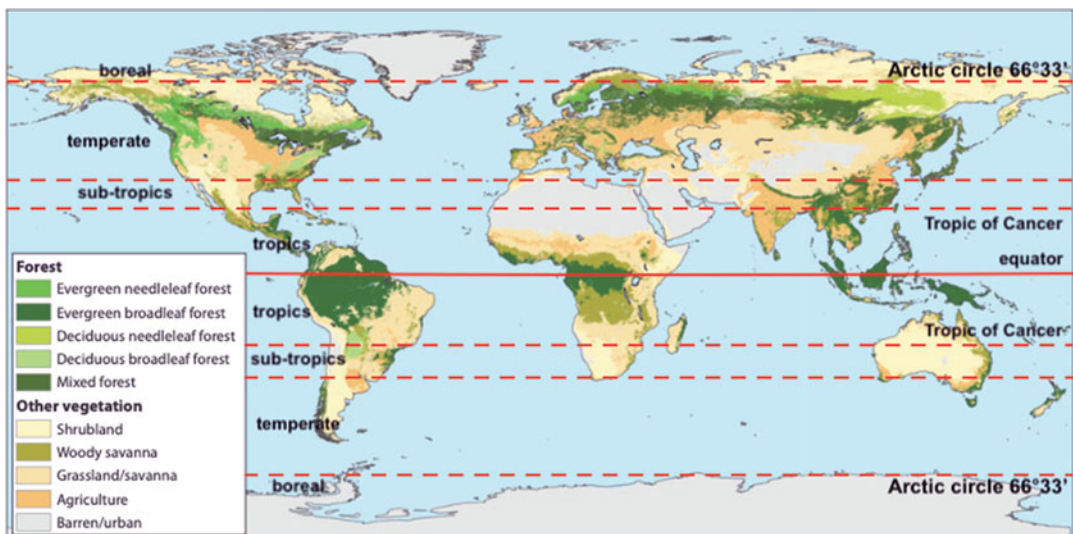 boreal
Arctic circle 66°33'
temperate
sub-tropics
Tropic of Cancer
tropics
equator
Forest
Evergreen needleleaf forest
Evergreen broadleaf forest
Deciduous needleleaf forest
Deciduous broadleaf forest
Mixed forest
Other vegetation
Shrubland
Woody savanna
Grassland/savanna
Agriculture
Barren/urban
tropics
Tropic of Cancer
sub-tropics
temperate
boreal
Arctic circle 66°33'